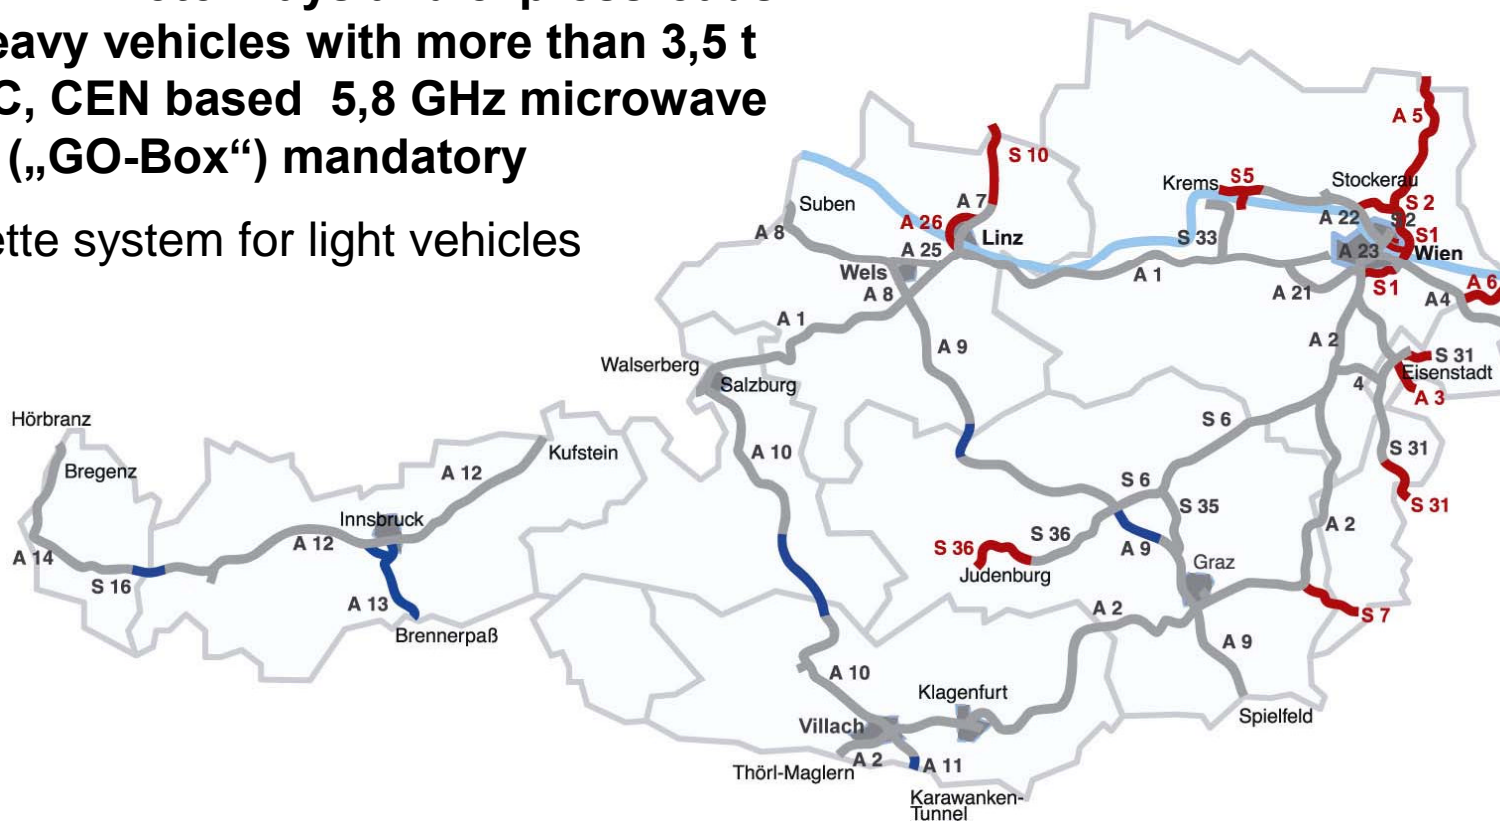 eavy vehicles with more than 3,5 t
C, CEN based 5,8 GHz microwave
(„GO-Box“) mandatory
ette system for light vehicles
A 5
S 10
Krems
S5
Stockerau
Suben
A 7
S 2
A 26
A 22
S2
A 8
Linz
S 33
S1
A 25
A 23
Wien
Wels
A 1
S1
A 6
A 8
A 21
A4
A 1
A 2
A 9
S 31
Walserberg
Eisenstadt
Salzburg
4
A 3
Hörbranz
S 6
Kufstein
A 10
S 31
Bregenz
A 12
S 6
S 35
S 31
Innsbruck
A 2
A 12
S 36
S 36
A 9
A 14
Graz
S 16
Judenburg
A 13
A 2
S 7
Brennerpaß
A 9
A 10
Klagenfurt
Spielfeld
Villach
A 2
A 11
Thörl-Maglern
Karawanken-
Tunnel